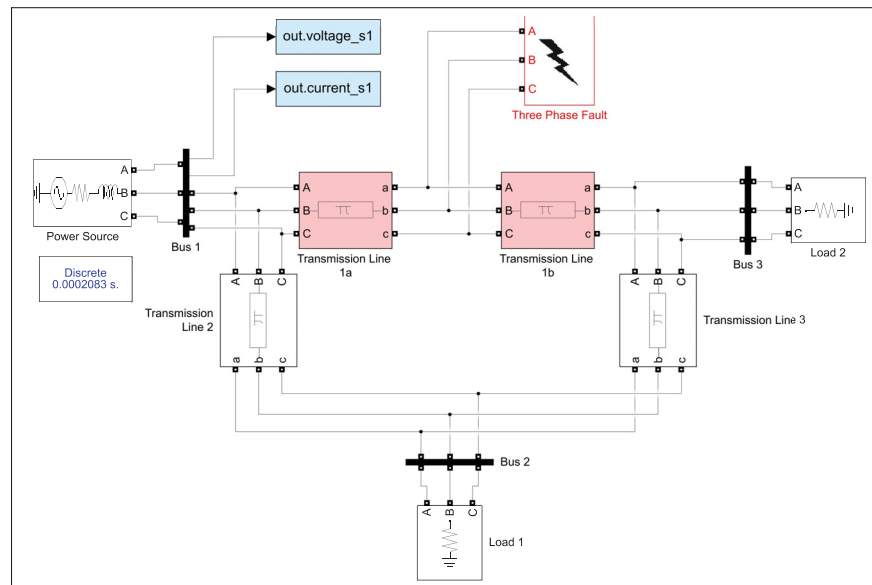 out.voltage_s1
out.current_s1
A
B
C
Three Phase Fault
A
B
C
Power Source
Bus 1
A
B
C
π
a
b
c
Transmission Line
1a
A
B
C
π
a
b
c
Transmission Line
1b
Bus 3
A
B
C
Load 2
Discrete
0.0002083 s.
Transmission
Line 2
A
B
C
π
a
b
c
A
B
C
π
a
b
c
Transmission Line 3
Bus 2
A
B
C
Load 1